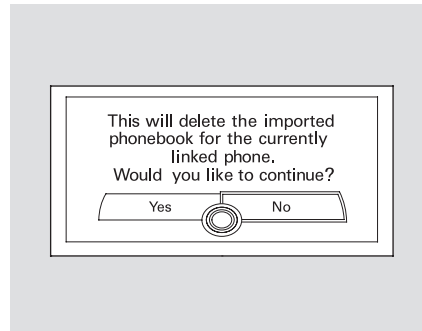 This will delete the imported
phonebook for the currently
linked phone.
Would you like to continue?
Yes No